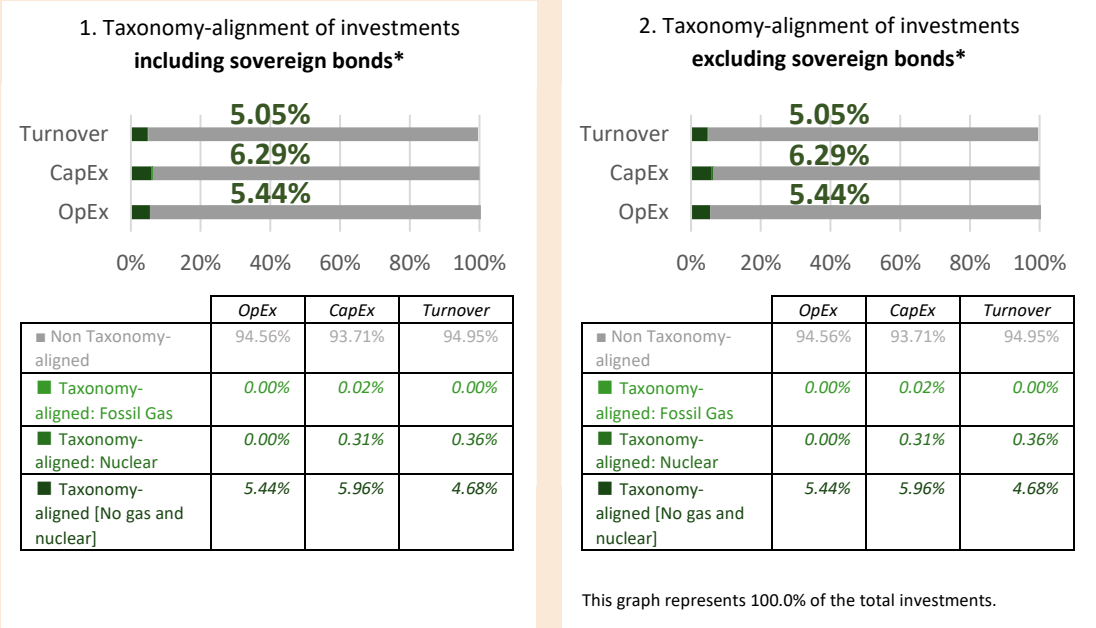 1. Taxonomy-alignment of investments
including sovereign bonds*
5.05%
Turnover
6.29%
CapEx
5.44%
OpEx
0% 20% 40% 60% 80% 100%
OpEx CapEx Turnover
Non Taxonomy- 94.56% 93.71% 94.95%
aligned
Taxonomy- 0.00% 0.02% 0.00%
aligned: Fossil Gas
Taxonomy- 0.00% 0.31% 0.36%
aligned: Nuclear
Taxonomy- 5.44% 5.96% 4.68%
aligned [No gas and
nuclear]
2. Taxonomy-alignment of investments
excluding sovereign bonds*
5.05%
Turnover
6.29%
CapEx
5.44%
OpEx
0% 20% 40% 60% 80% 100%
OpEx CapEx Turnover
Non Taxonomy- 94.56% 93.71% 94.95%
aligned
Taxonomy- 0.00% 0.02% 0.00%
aligned: Fossil Gas
Taxonomy- 0.00% 0.31% 0.36%
aligned: Nuclear
Taxonomy- 5.44% 5.96% 4.68%
aligned [No gas and
nuclear]
This graph represents 100.0% of the total investments.